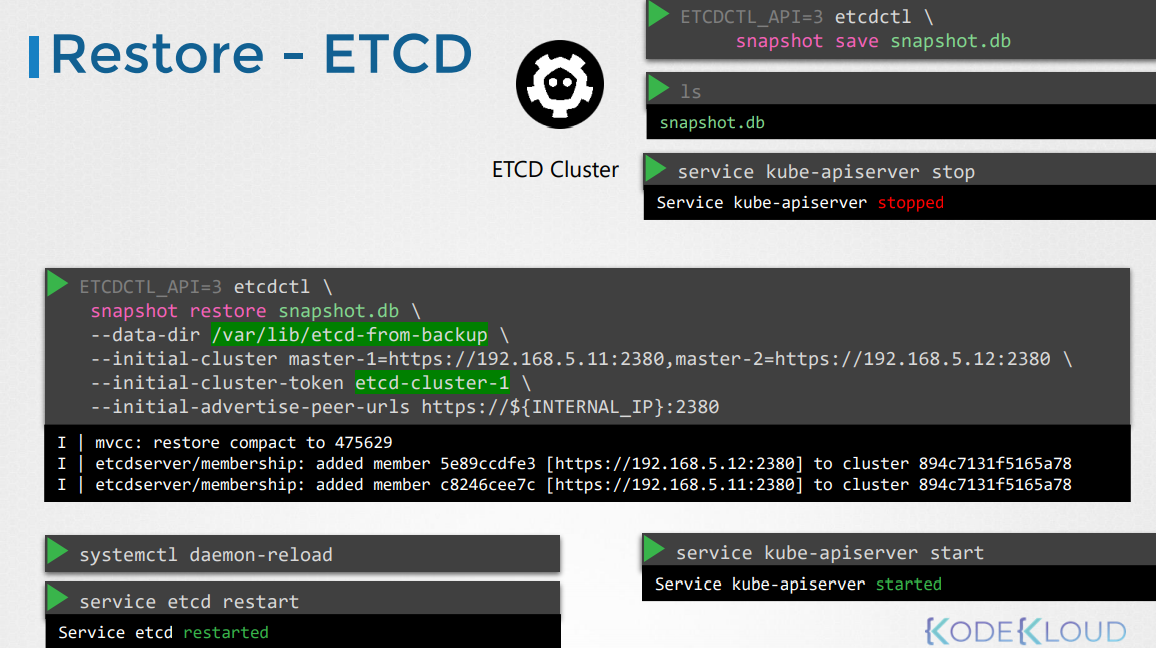 Restore - ETCD
ETCD Cluster
ETCDCTL_API=3 etcdctl \
snapshot save snapshot.db
ls
snapshot.db
service kube-apiserver stop
Service kube-apiserver stopped
ETCDCTL_API=3 etcdctl \
snapshot restore snapshot.db \
--data-dir /var/lib/etcd-from-backup \
--initial-cluster master-1=https://192.168.5.11:2380,master-2=https://192.168.5.12:2380 \
--initial-cluster-token etcd-cluster-1 \
--initial-advertise-peer-urls https://${INTERNAL_IP}:2380
I | mvcc: restore compact to 475629
I | etcdserver/membership: added member 5e89ccdfe3 [https://192.168.5.12:2380] to cluster 894c7131f5165a78
I | etcdserver/membership: added member c8246cee7c [https://192.168.5.11:2380] to cluster 894c7131f5165a78
systemctl daemon-reload
service etcd restart
Service etcd restarted
service kube-apiserver start
Service kube-apiserver started
KODEKLOUD